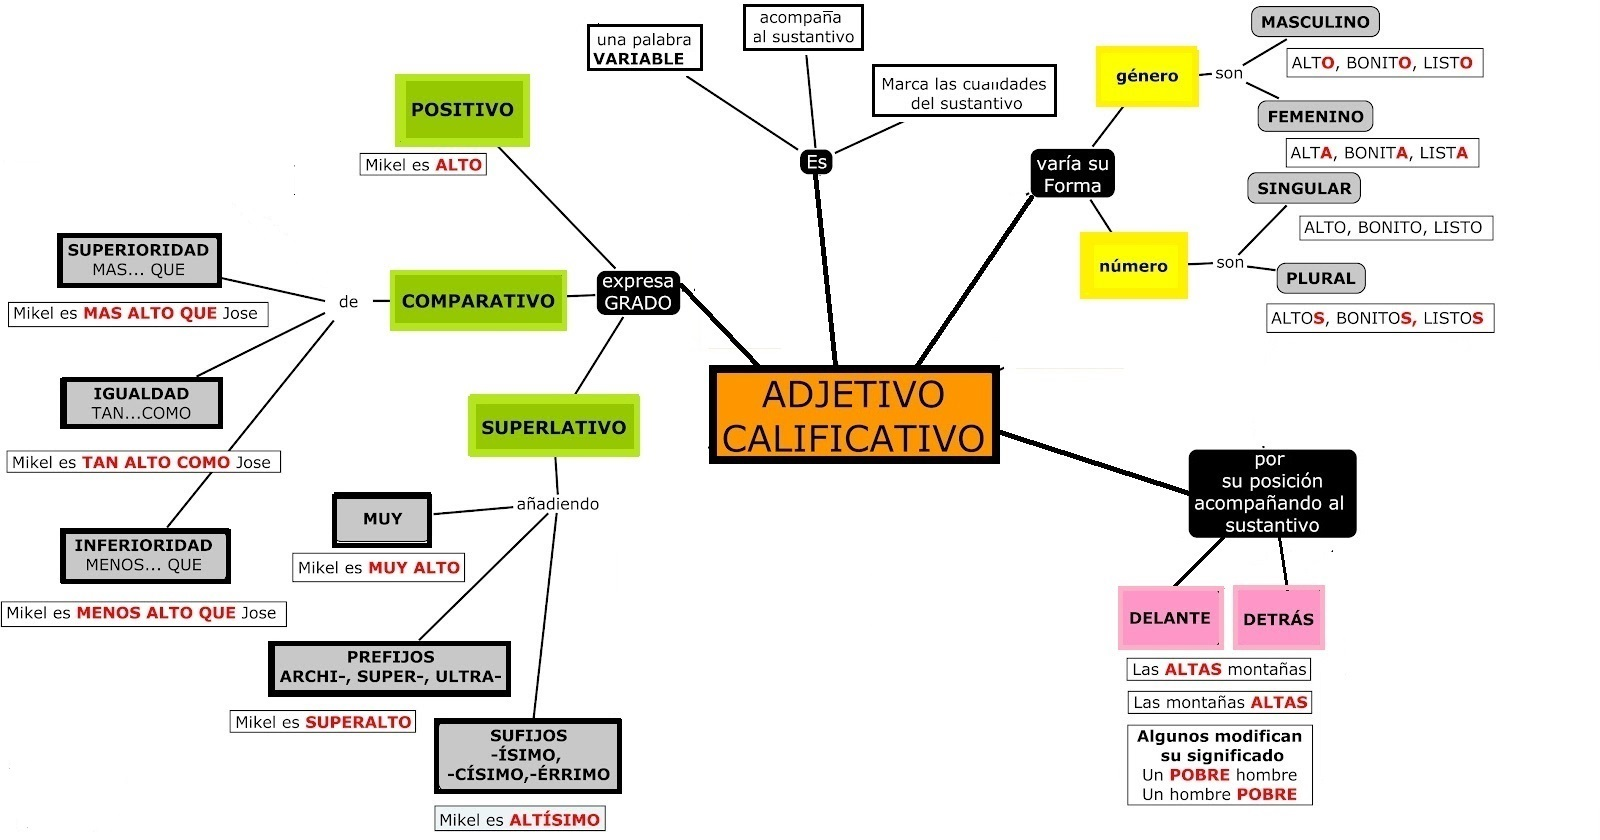 una palabra
VARIABLE
acompaña
al sustantivo
Marca las cualidades
del sustantivo
Es
POSITIVO
Mikel es ALTO
SUPERIORIDAD
MAS... QUE
Mikel es MAS ALTO QUE Jose
de
COMPARATIVO
expresa
GRADO
IGUALDAD
TAN...COMO
Mikel es TAN ALTO COMO Jose
INFERIORIDAD
MENOS... QUE
Mikel es MENOS ALTO QUE Jose
SUPERLATIVO
añadiendo
MUY
Mikel es MUY ALTO
PREFIJOS
ARCHI-, SUPER-, ULTRA-
Mikel es SUPERALTO
SUFIJOS
-ÍSIMO,
-CÍSIMO,-ÉRRIMO
Mikel es ALTÍSIMO
ADJETIVO
CALIFICATIVO
varía su
Forma
género
son
MASCULINO
ALTO, BONITO, LISTO
FEMENINO
ALTA, BONITA, LISTA
número
son
SINGULAR
ALTO, BONITO, LISTO
PLURAL
ALTOS, BONITOS, LISTOS
por
su posición
acompañando al
sustantivo
DELANTE
DETRÁS
Las ALTAS montañas
Las montañas ALTAS
Algunos modifican
su significado
Un POBRE hombre
Un hombre POBRE